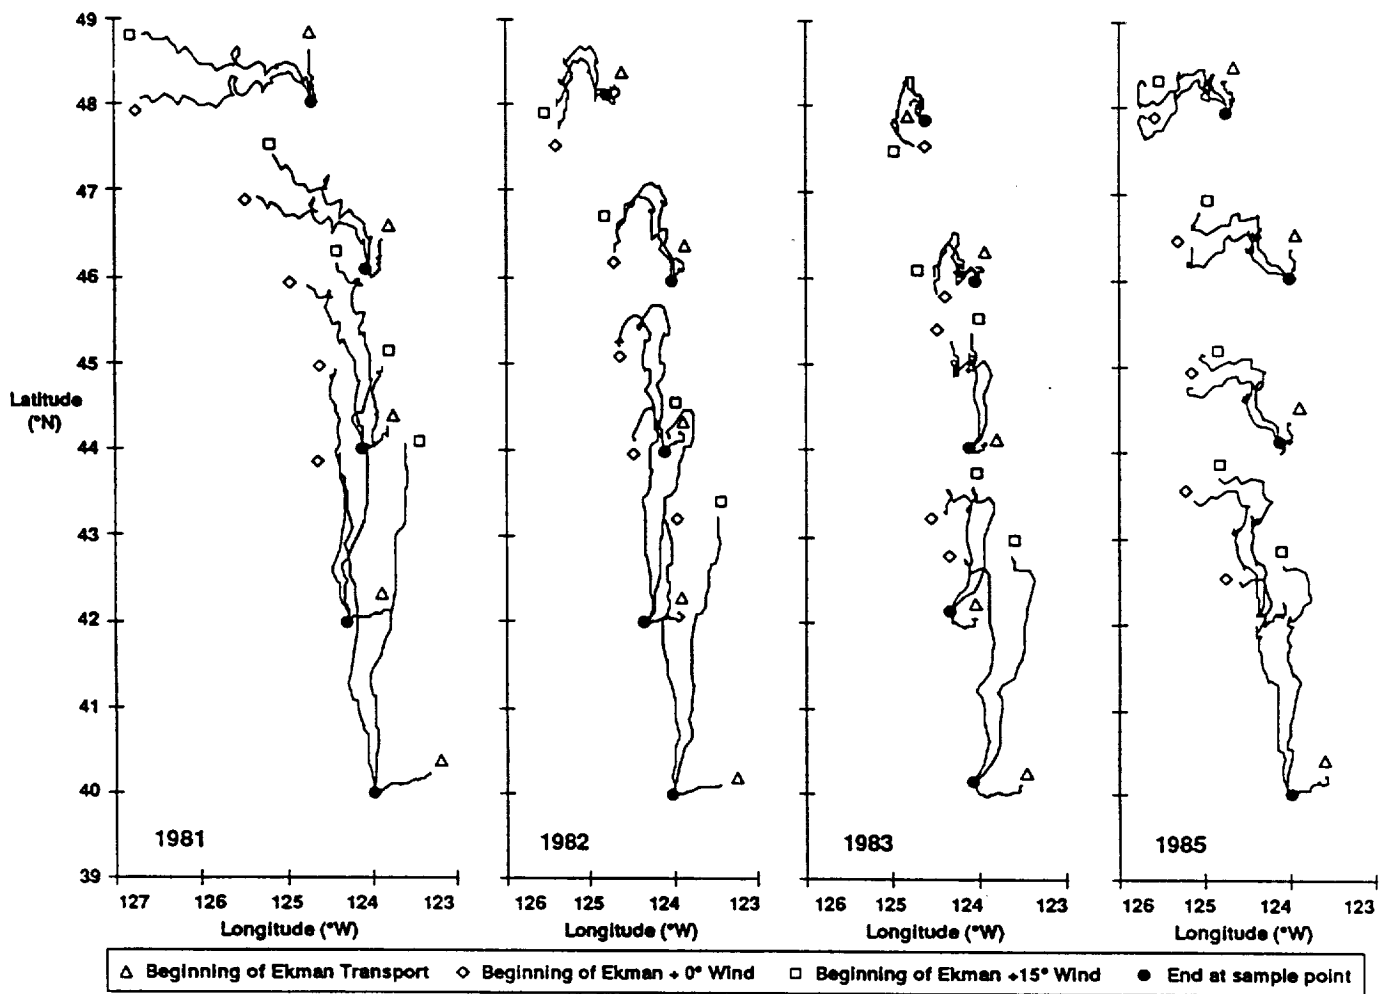 49
48
47
46
45
Latitude
(°N)
44
43
42
41
40
39
1981
1982
1983
1985
127 126 125 124 123
126 125 124 123
126 125 124 123
126 125 124 123
Longitude (°W)
Longitude (°W)
Longitude (°W)
Longitude (°W)
△ Beginning of Ekman Transport ◇ Beginning of Ekman + 0° Wind □ Beginning of Ekman +15° Wind ● End at sample point